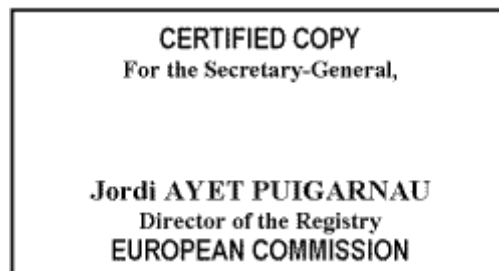 CERTIFIED COPY
For the Secretary-General,
Jordi AYET PUIGARNAU
Director of the Registry
EUROPEAN COMMISSION